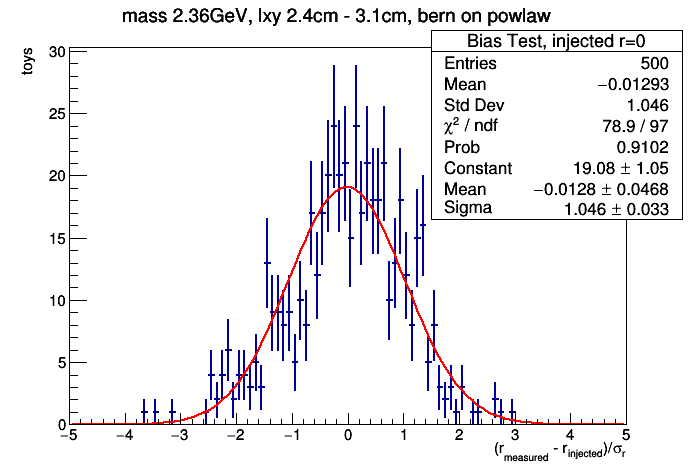 mass 2.36GeV, lxy 2.4cm - 3.1cm, bern on powlaw
Bias Test, injected r=0
Entries 500
Mean −0.01293
Std Dev 1.046
χ² / ndf 78.9 / 97
Prob 0.9102
Constant 19.08 ± 1.05
Mean −0.0128 ± 0.0468
Sigma 1.046 ± 0.033
toys
30
25
20
15
10
5
0
−5 −4 −3 −2 −1 0 1 2 3 4 5
(r_measured - r_injected)/σ_r